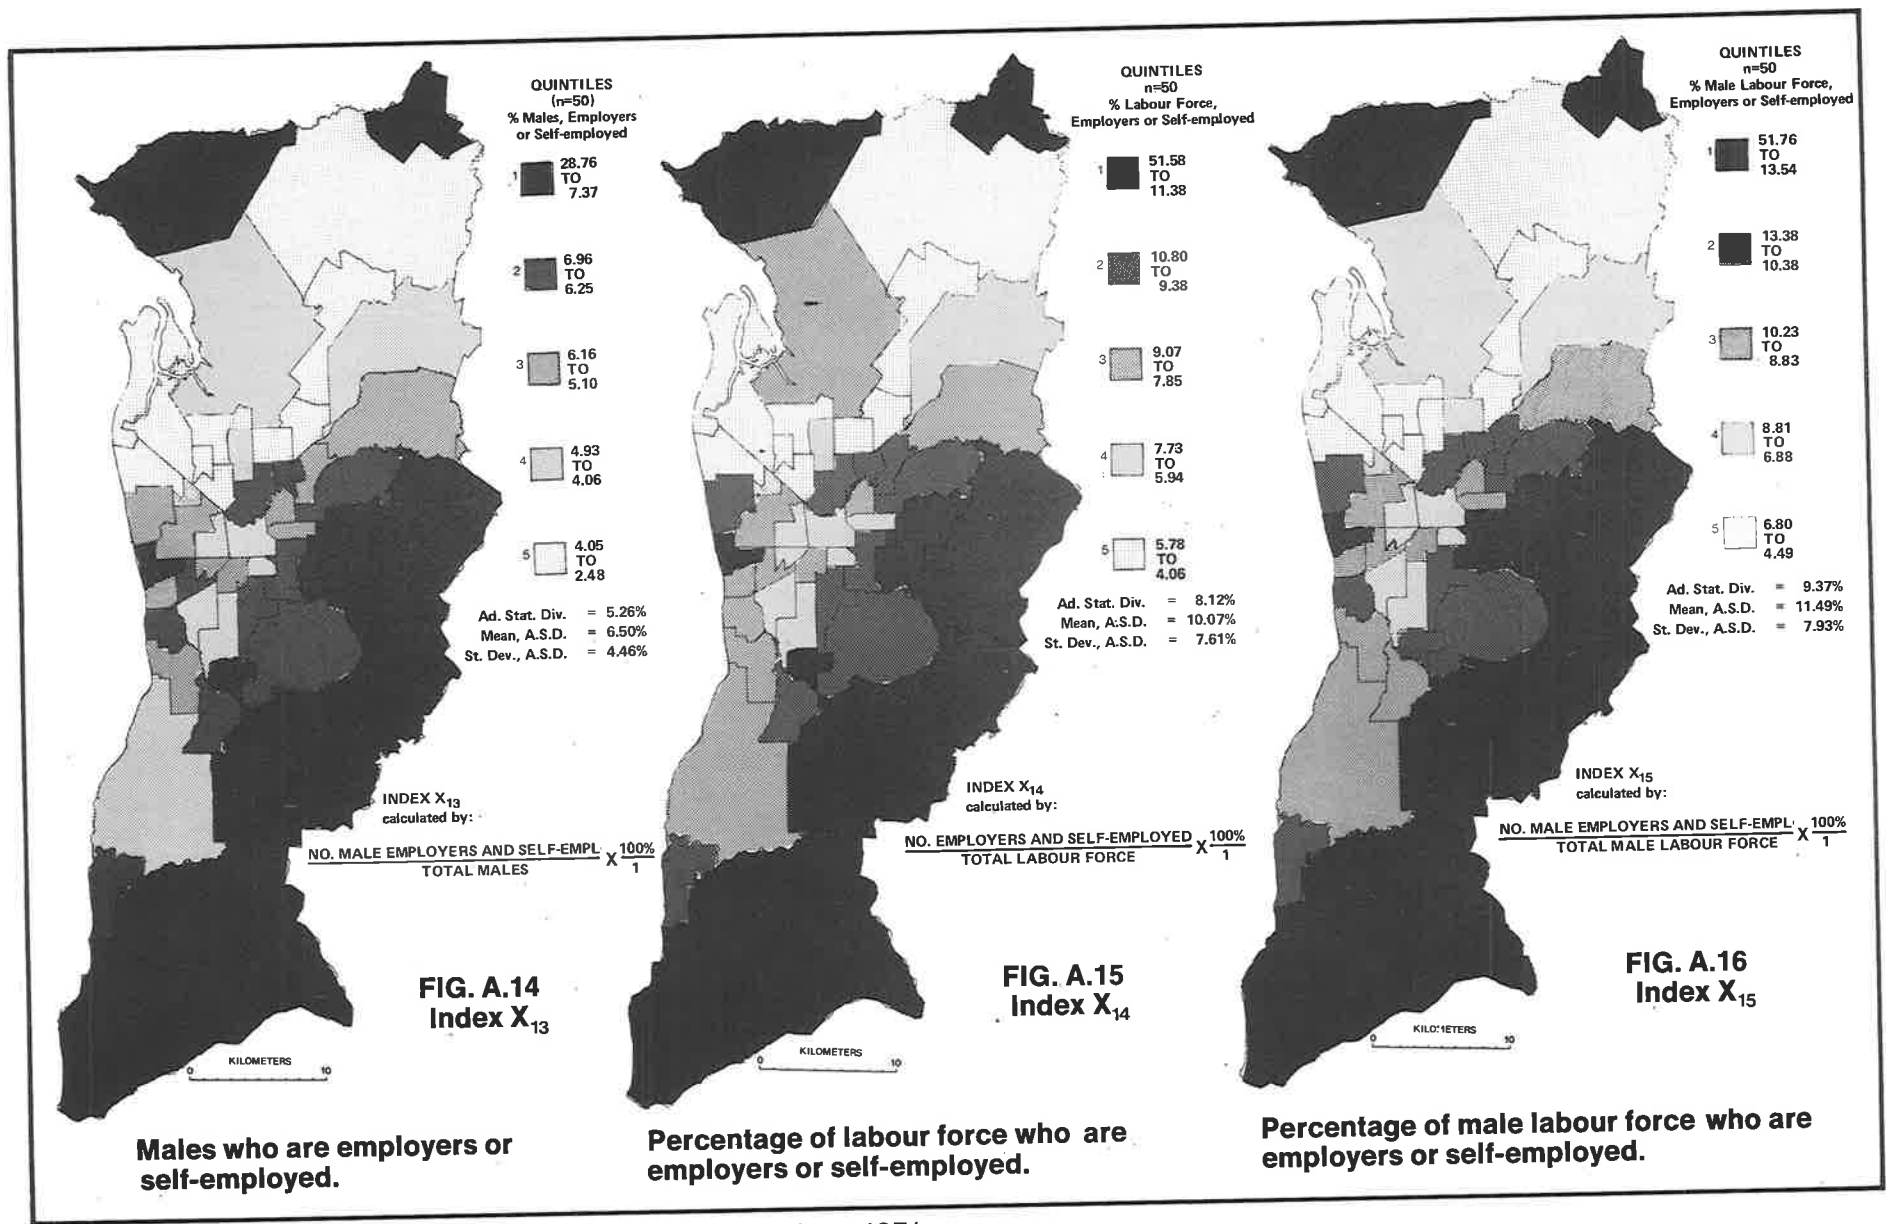 QUINTILES
(n=50)
% Males, Employers
or Self-employed
1 28.76
TO
7.37
2 6.96
TO
6.25
3 6.16
TO
5.10
4 4.93
TO
4.06
5 4.05
TO
2.48
Ad. Stat. Div. = 5.26%
Mean, A.S.D. = 6.50%
St. Dev., A.S.D. = 4.46%
INDEX X13
calculated by:
NO. MALE EMPLOYERS AND SELF-EMPL X 100%
TOTAL MALES 1
FIG. A.14
Index X13
KILOMETERS
0 10
Males who are employers or
self-employed.
QUINTILES
n=50
% Labour Force,
Employers or Self-employed
1 51.58
TO
11.38
2 10.80
TO
9.38
3 9.07
TO
7.85
4 7.73
TO
5.94
5 5.78
TO
4.06
Ad. Stat. Div. = 8.12%
Mean, A.S.D. = 10.07%
St. Dev., A.S.D. = 7.61%
INDEX X14
calculated by:
NO. EMPLOYERS AND SELF-EMPLOYED X 100%
TOTAL LABOUR FORCE 1
FIG. A.15
Index X14
KILOMETERS
0 10
Percentage of labour force who are
employers or self-employed.
QUINTILES
n=50
% Male Labour Force,
Employers or Self-employed
1 51.76
TO
13.54
2 13.38
TO
10.38
3 10.23
TO
8.83
4 8.81
TO
6.88
5 6.80
TO
4.49
Ad. Stat. Div. = 9.37%
Mean, A.S.D. = 11.49%
St. Dev., A.S.D. = 7.93%
INDEX X15
calculated by:
NO. MALE EMPLOYERS AND SELF-EMPL X 100%
TOTAL MALE LABOUR FORCE 1
FIG. A.16
Index X15
KILOMETERS
0 10
Percentage of male labour force who are
employers or self-employed.